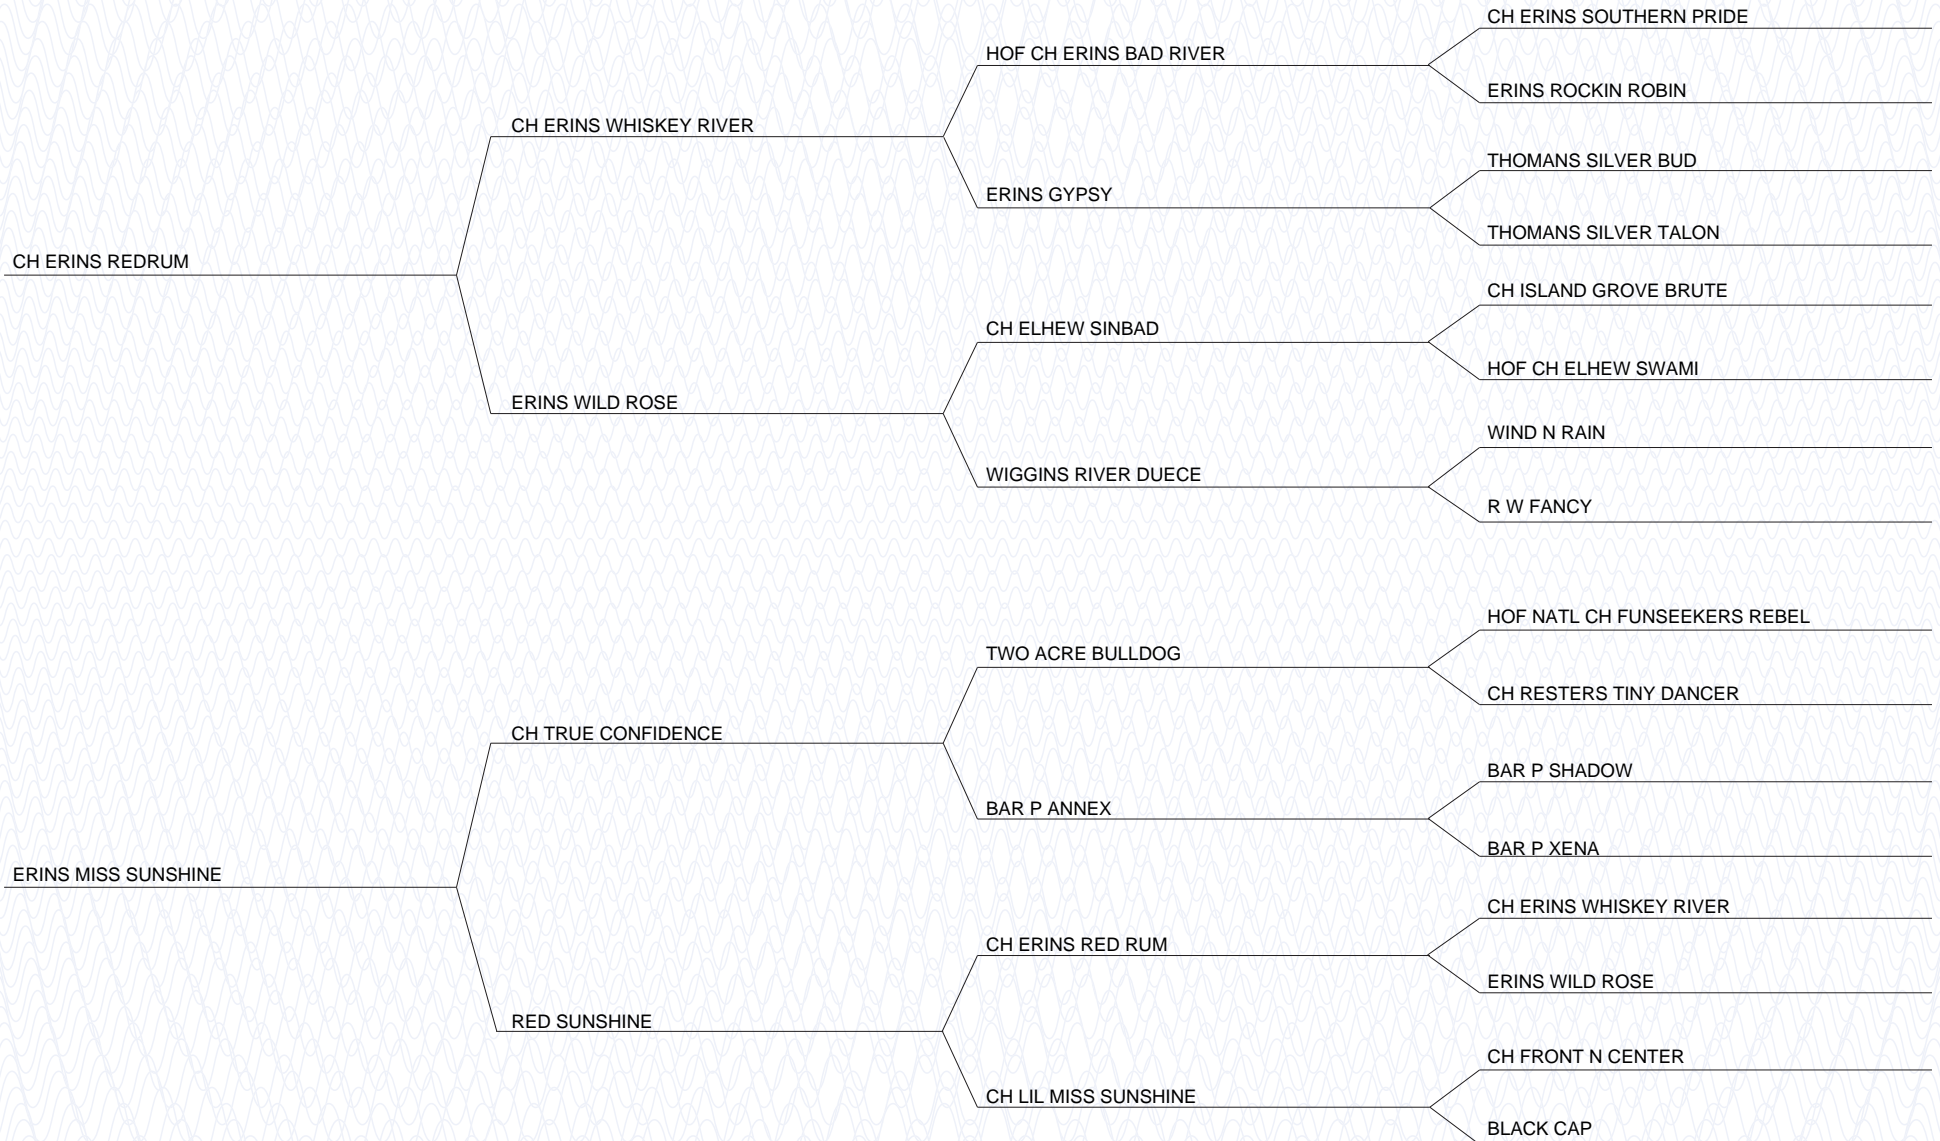 CH ERINS SOUTHERN PRIDE
HOF CH ERINS BAD RIVER
ERINS ROCKIN ROBIN
CH ERINS WHISKEY RIVER
THOMANS SILVER BUD
ERINS GYPSY
THOMANS SILVER TALON
CH ERINS REDRUM
CH ISLAND GROVE BRUTE
CH ELHEW SINBAD
HOF CH ELHEW SWAMI
ERINS WILD ROSE
WIND N RAIN
WIGGINS RIVER DUECE
R W FANCY
HOF NATL CH FUNSEEKERS REBEL
TWO ACRE BULLDOG
CH RESTERS TINY DANCER
CH TRUE CONFIDENCE
BAR P SHADOW
BAR P ANNEX
BAR P XENA
ERINS MISS SUNSHINE
CH ERINS WHISKEY RIVER
CH ERINS RED RUM
ERINS WILD ROSE
RED SUNSHINE
CH FRONT N CENTER
CH LIL MISS SUNSHINE
BLACK CAP